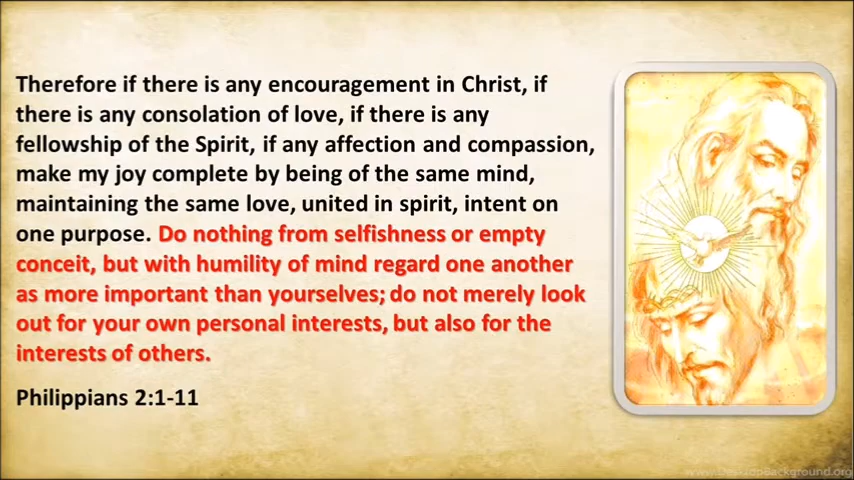 Therefore if there is any encouragement in Christ, if
there is any consolation of love, if there is any
fellowship of the Spirit, if any affection and compassion,
make my joy complete by being of the same mind,
maintaining the same love, united in spirit, intent on
one purpose. Do nothing from selfishness or empty
conceit, but with humility of mind regard one another
as more important than yourselves; do not merely look
out for your own personal interests, but also for the
interests of others.
Philippians 2:1-11
www.DesktopBackground.org